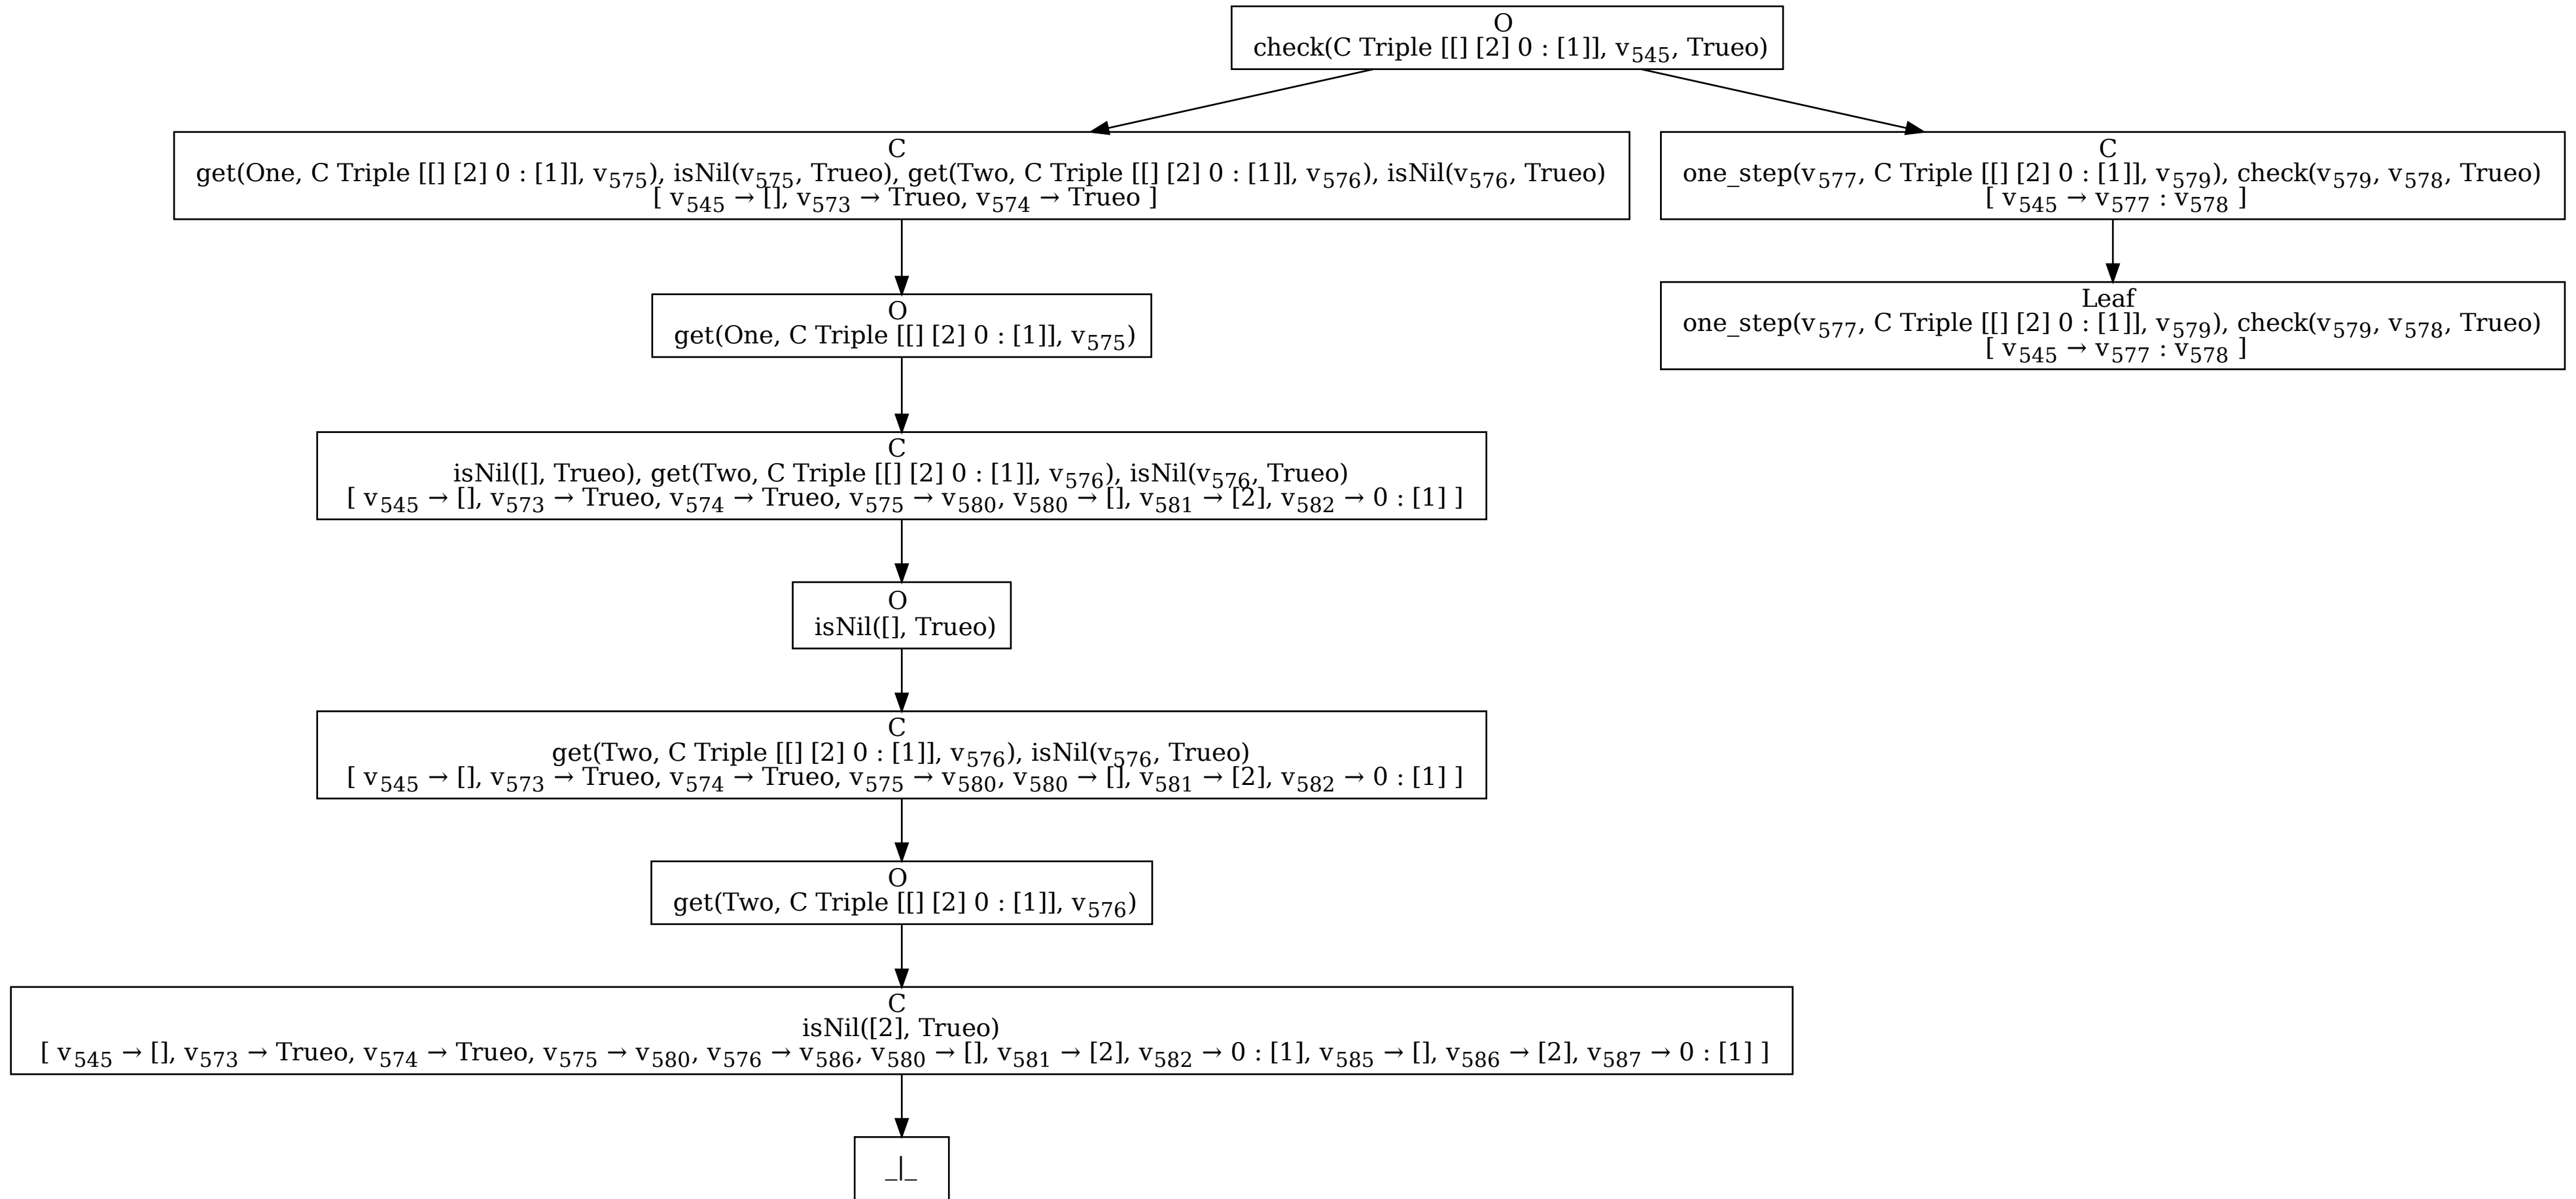 O
check(C Triple [[] [2] 0 : [1]], v545, Trueo)
C
get(One, C Triple [[] [2] 0 : [1]], v575), isNil(v575, Trueo), get(Two, C Triple [[] [2] 0 : [1]], v576), isNil(v576, Trueo)
[ v545 → [], v573 → Trueo, v574 → Trueo ]
C
one_step(v577, C Triple [[] [2] 0 : [1]], v579), check(v579, v578, Trueo)
[ v545 → v577 : v578 ]
O
get(One, C Triple [[] [2] 0 : [1]], v575)
Leaf
one_step(v577, C Triple [[] [2] 0 : [1]], v579), check(v579, v578, Trueo)
[ v545 → v577 : v578 ]
C
isNil([], Trueo), get(Two, C Triple [[] [2] 0 : [1]], v576), isNil(v576, Trueo)
[ v545 → [], v573 → Trueo, v574 → Trueo, v575 → v580, v580 → [], v581 → [2], v582 → 0 : [1] ]
O
isNil([], Trueo)
C
get(Two, C Triple [[] [2] 0 : [1]], v576), isNil(v576, Trueo)
[ v545 → [], v573 → Trueo, v574 → Trueo, v575 → v580, v580 → [], v581 → [2], v582 → 0 : [1] ]
O
get(Two, C Triple [[] [2] 0 : [1]], v576)
C
isNil([2], Trueo)
[ v545 → [], v573 → Trueo, v574 → Trueo, v575 → v580, v576 → v586, v580 → [], v581 → [2], v582 → 0 : [1], v585 → [], v586 → [2], v587 → 0 : [1] ]
_|_